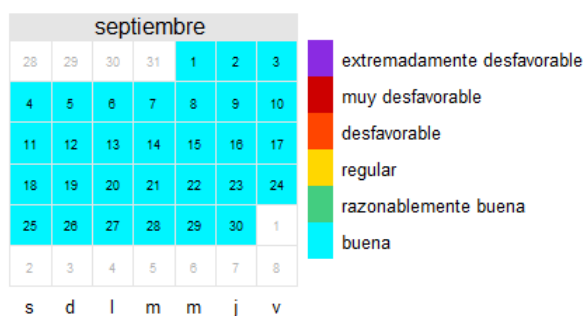 septiembre
28 29 30 31 1 2 3
4 5 6 7 8 9 10
11 12 13 14 15 16 17
18 19 20 21 22 23 24
25 26 27 28 29 30 1
2 3 4 5 6 7 8
s d l m m j v
extremadamente desfavorable
muy desfavorable
desfavorable
regular
razonablemente buena
buena